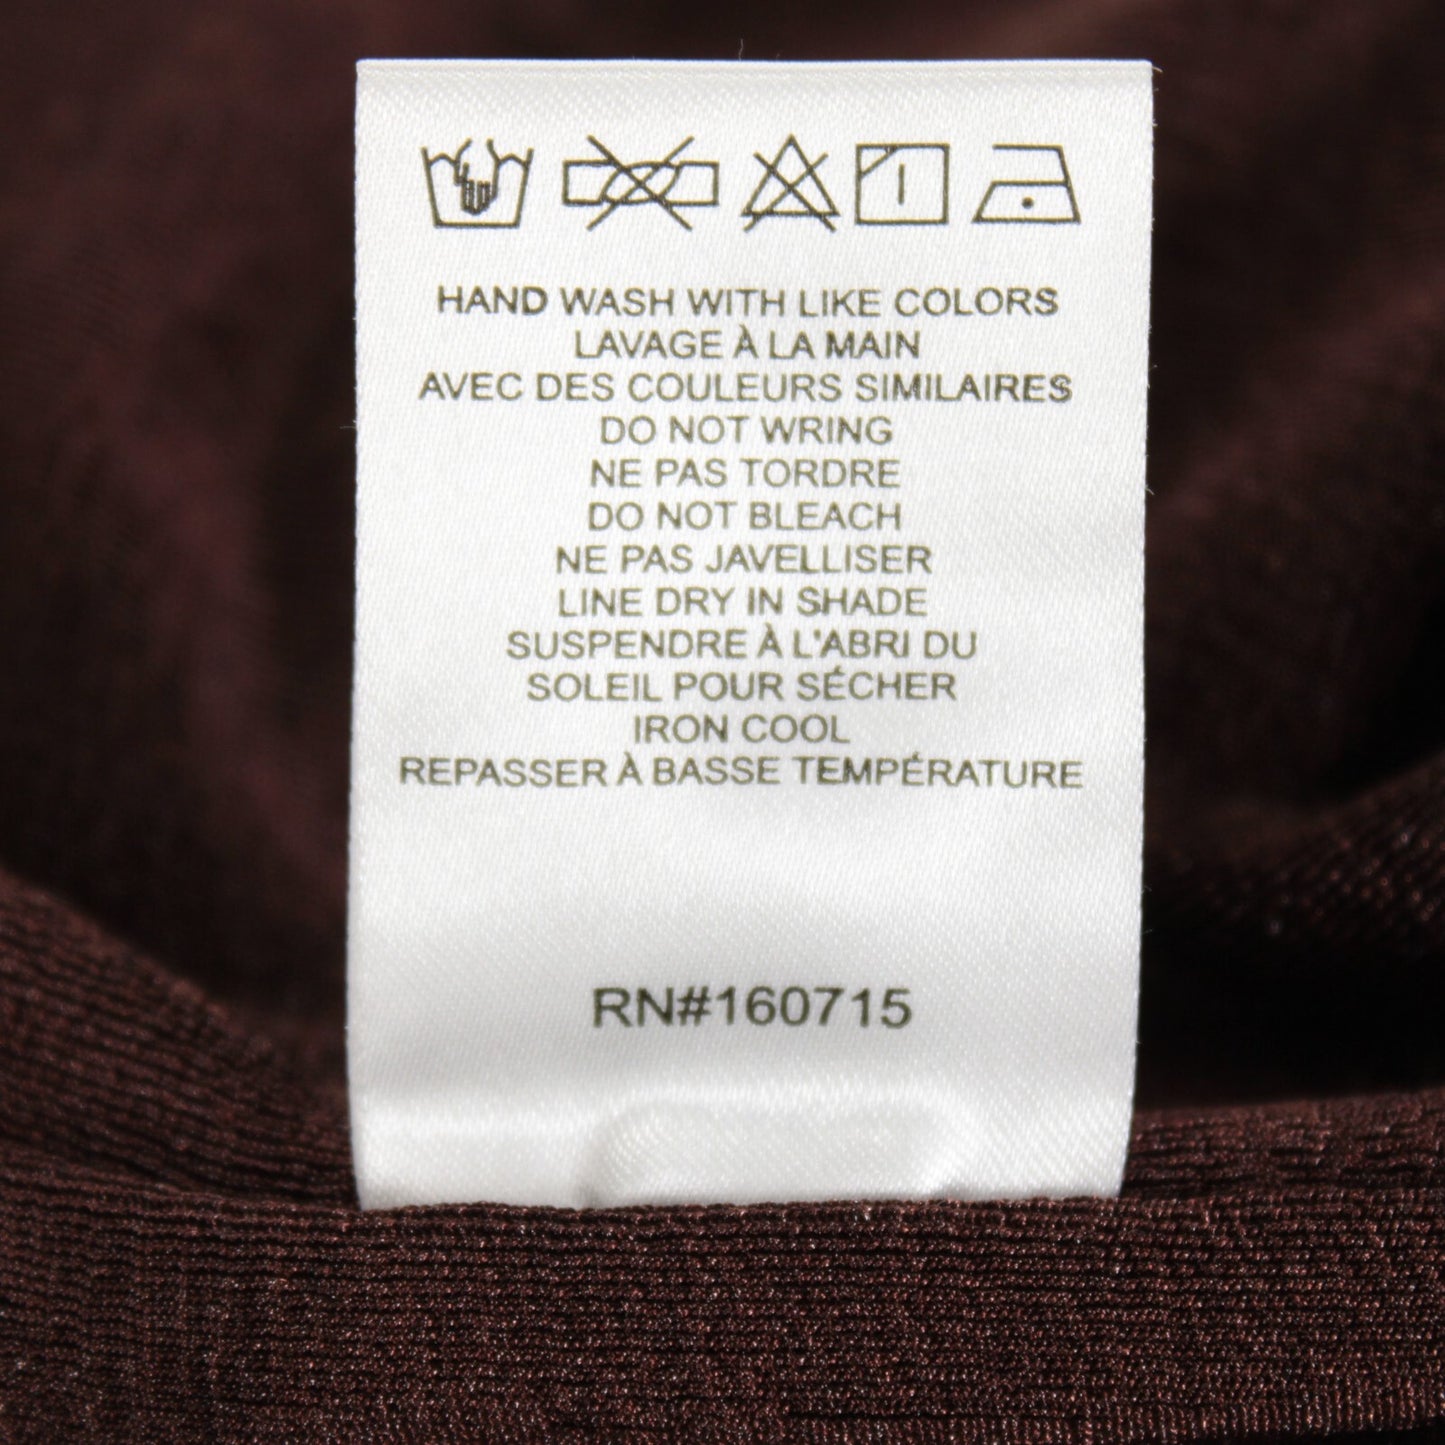 HAND WASH WITH LIKE COLORS
LAVAGE À LA MAIN
AVEC DES COULEURS SIMILAIRES
DO NOT WRING
NE PAS TORDRE
DO NOT BLEACH
NE PAS JAVELLISER
LINE DRY IN SHADE
SUSPENDRE À L'ABRI DU
SOLEIL POUR SÉCHER
IRON COOL
REPASSER À BASSE TEMPÉRATURE
RN#160715